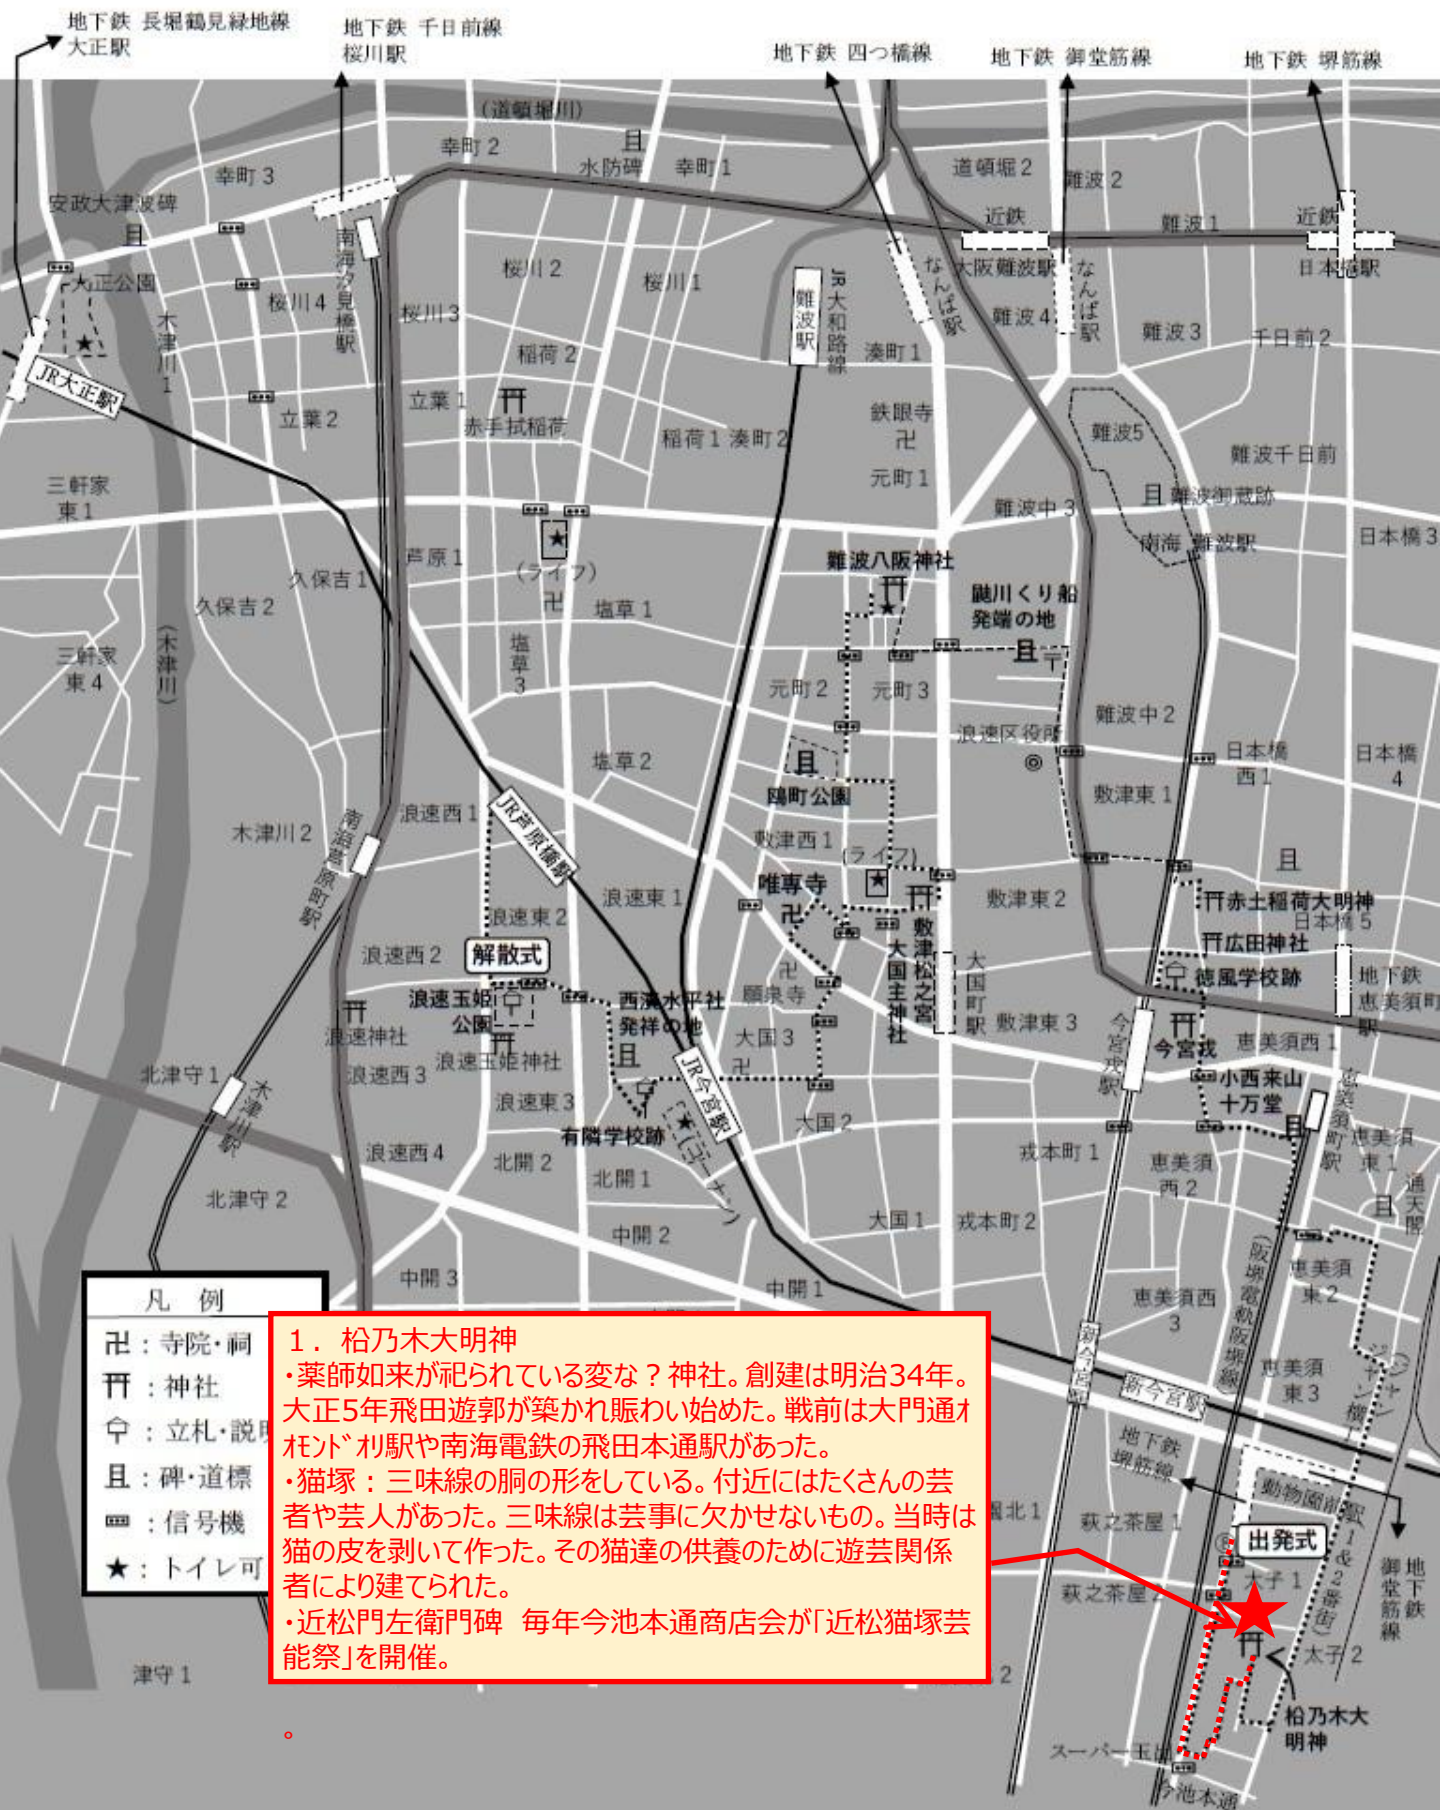 地下鉄 長堀鶴見緑地線
大正駅
地下鉄 千日前線
桜川駅
地下鉄 四つ橋線
地下鉄 御堂筋線
地下鉄 堺筋線
(道頓堀川)
幸町2
水防碑
幸町1
道頓堀2
難波2
幸町3
安政大津波碑
近鉄
大阪難波駅
難波1
近鉄
日本橋駅
大正公園
木津川1
桜川4
南海汐見橋駅
桜川3
桜川2
桜川1
難波駅
JR大和路線
なんば駅
なんば駅
難波4
難波3
千日前2
稲荷2
湊町1
JR大正駅
立葉2
立葉1
赤手拭稲荷
稲荷1
湊町2
鉄眼寺
元町1
難波5
難波千日前
三軒家
東1
難波中3
難波御蔵跡
南海 難波駅
日本橋3
芦原1
(ライフ)
難波八阪神社
久保吉1
久保吉2
塩草1
鼬川くり船
発端の地
(木津川)
三軒家
東4
塩草3
元町2
元町3
難波中2
浪速区役所
塩草2
日本橋
西1
日本橋
4
鴎町公園
敷津東1
浪速西1
JR芦原橋駅
木津川2
南海芦原町駅
敷津西1
(ライフ)
唯専寺
浪速東1
浪速東2
敷津東2
赤土稲荷大明神
日本橋5
広田神社
浪速西2
解散式
敷津松之宮
大国主神社
大国町駅
徳風学校跡
地下鉄
恵美須町
駅
浪速玉姫
公園
西濱水平社
発祥の地
願泉寺
敷津東3
今宮戎駅
今宮戎
恵美須西1
浪速神社
浪速玉姫神社
大国3
北津守1
木津川駅
浪速西3
JR今宮駅
小西来山
十万堂
恵美須町駅
浪速東3
有隣学校跡
大国2
浪速西4
北開2
北開1
(コーナン)
戎本町1
恵美須
西2
恵美須
東1
通天閣
北津守2
中開2
大国1
戎本町2
(阪堺電軌阪堺線)
中開3
中開1
恵美須西
3
恵美須
東2
恵美須
東3
新今宮駅
新今宮駅
凡 例
卍：寺院・祠
：神社
：立札・説明
：碑・道標
：信号機
★：トイレ可
1．松乃木大明神
・薬師如来が祀られている変な？神社。創建は明治34年。
大正5年飛田遊郭が築かれ賑わい始めた。戦前は大門通ｵ
ｵﾓﾝﾄﾞｵﾘ駅や南海電鉄の飛田本通駅があった。
・猫塚：三味線の胴の形をしている。付近にはたくさんの芸
者や芸人があった。三味線は芸事に欠かせないもの。当時は
猫の皮を剥いて作った。その猫達の供養のために遊芸関係
者により建てられた。
・近松門左衛門碑　毎年今池本通商店会が「近松猫塚芸
能祭」を開催。
。
地下鉄
堺筋線
動物園前駅
1&2番街)
園北1
萩之茶屋1
出発式
太子1
地下鉄
御堂筋線
萩之茶屋2
太子2
津守1
松乃木大
明神
スーパー玉出
今池本通